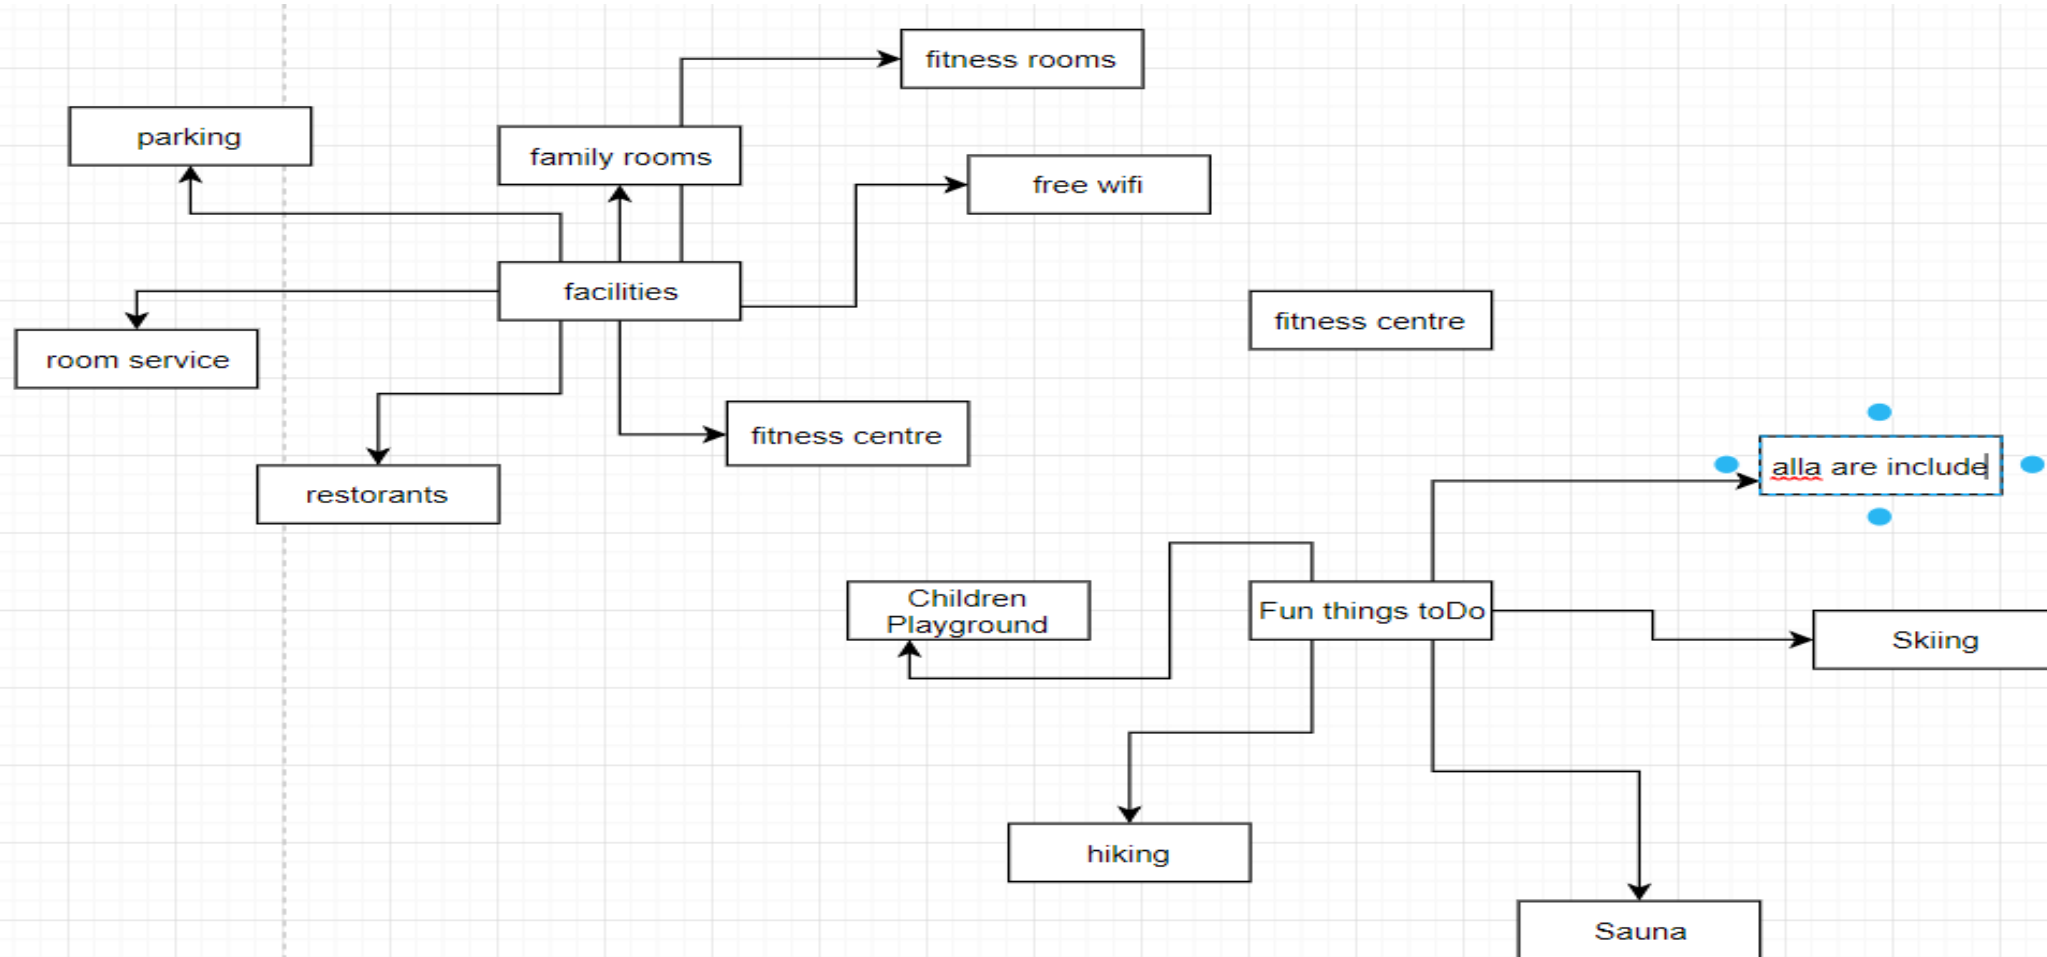 fitness rooms
parking
family rooms
free wifi
facilities
fitness centre
room service
fitness centre
restorants
alla are include
Children
Playground
Fun things toDo
Skiing
hiking
Sauna